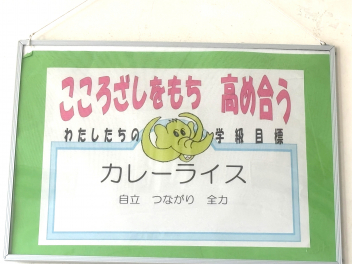 こころざしをもち 高め合う
わたしたちの 学級目標
カレーライス
自立 つながり 全力